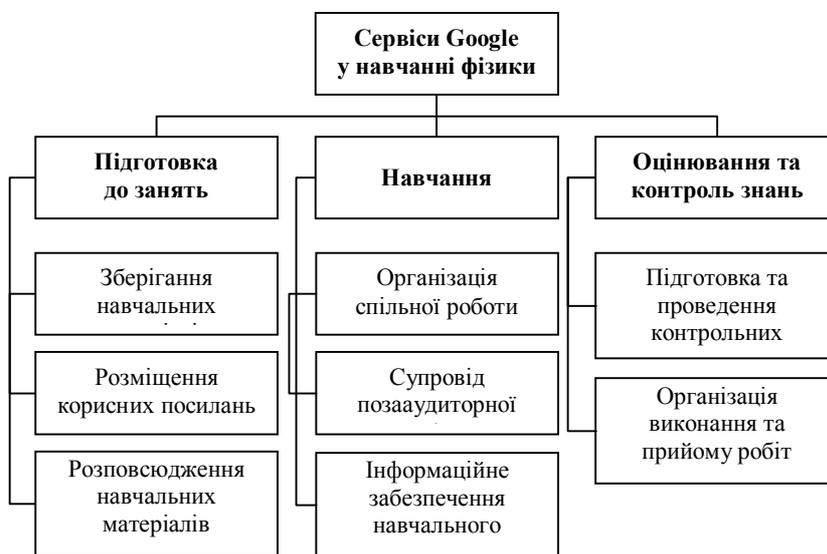 Сервіси Google
у навчанні фізики
Підготовка
до занять
Зберігання
навчальних
Розміщення
корисних посилань
Розповсюдження
навчальних
матеріалів
Навчання
Організація
спільної роботи
Супровід
позааудиторної
Інформаційне
забезпечення
навчального
Оцінювання та
контроль знань
Підготовка та
проведення
контрольних
Організація
виконання та
прийому робіт